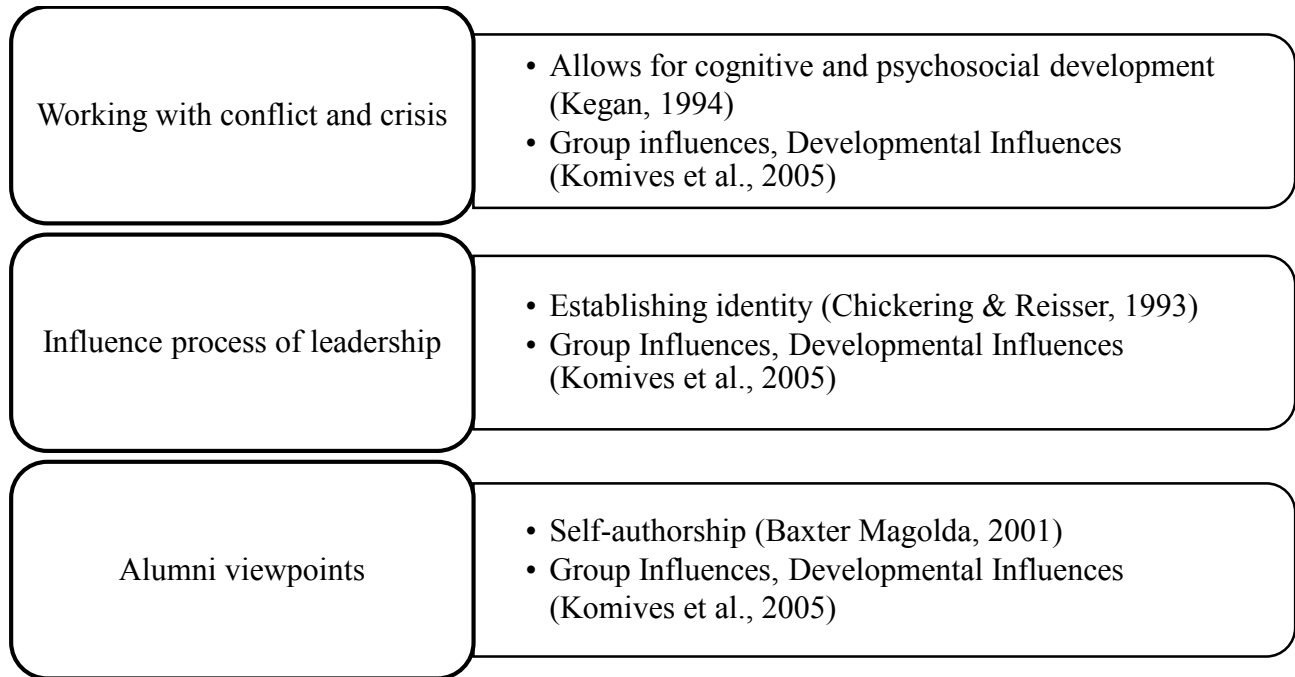 Working with conflict and crisis
• Allows for cognitive and psychosocial development
(Kegan, 1994)
• Group influences, Developmental Influences
(Komives et al., 2005)
Influence process of leadership
• Establishing identity (Chickering & Reisser, 1993)
• Group Influences, Developmental Influences
(Komives et al., 2005)
Alumni viewpoints
• Self-authorship (Baxter Magolda, 2001)
• Group Influences, Developmental Influences
(Komives et al., 2005)